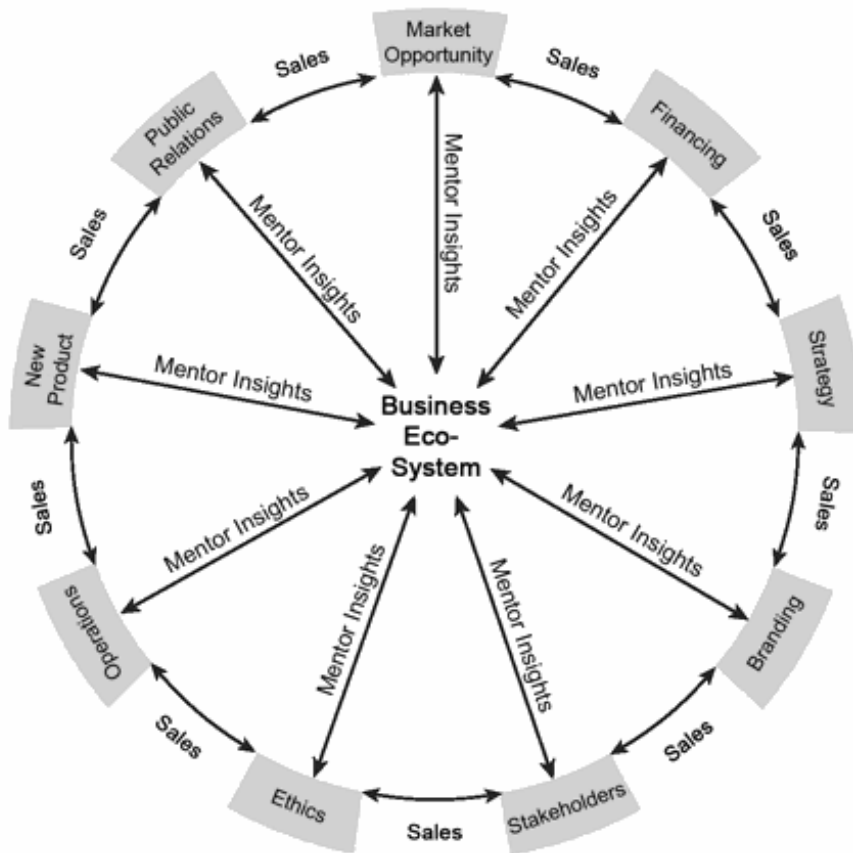 Market
Opportunity
Sales
Financing
Sales
Strategy
Sales
Branding
Sales
Stakeholders
Sales
Ethics
Sales
Operations
Sales
New
Product
Sales
Public
Relations
Sales
Mentor Insights
Mentor Insights
Mentor Insights
Mentor Insights
Mentor Insights
Mentor Insights
Mentor Insights
Mentor Insights
Mentor Insights
Business
Eco-
System